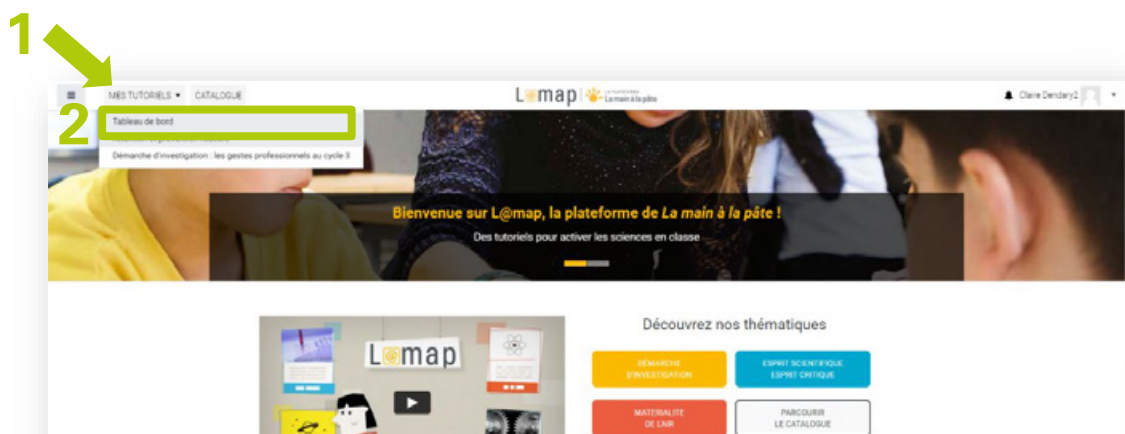 1
MES TUTORIELS CATALOGUE L@map LA PLATEFORME La main à la pâte Claire Dendary2
2
Tableau de bord
Démarche d'investigation : les gestes professionnels au cycle 3
Bienvenue sur L@map, la plateforme de La main à la pâte !
Des tutoriels pour activer les sciences en classe
Découvrez nos thématiques
L@map
DÉMARCHE
D'INVESTIGATION
ESPRIT SCIENTIFIQUE
ESPRIT CRITIQUE
MATERIALITE
DE L'AIR
PARCOURIR
LE CATALOGUE